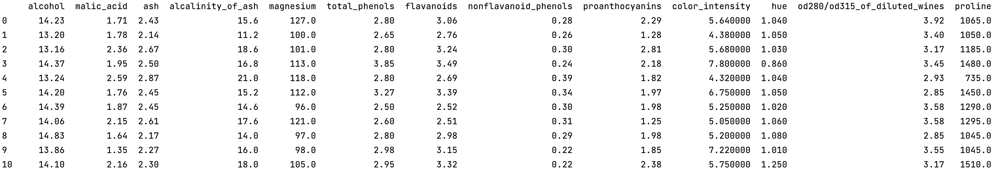 alcohol malic_acid ash alcalinity_of_ash magnesium total_phenols flavanoids nonflavanoid_phenols proanthocyanins color_intensity hue od280/od315_of_diluted_wines proline
0 14.23 1.71 2.43 15.6 127.0 2.80 3.06 0.28 2.29 5.640000 1.040 3.92 1065.0
1 13.20 1.78 2.14 11.2 100.0 2.65 2.76 0.26 1.28 4.380000 1.050 3.40 1050.0
2 13.16 2.36 2.67 18.6 101.0 2.80 3.24 0.30 2.81 5.680000 1.030 3.17 1185.0
3 14.37 1.95 2.50 16.8 113.0 3.85 3.49 0.24 2.18 7.800000 0.860 3.45 1480.0
4 13.24 2.59 2.87 21.0 118.0 2.80 2.69 0.39 1.82 4.320000 1.040 2.93 735.0
5 14.20 1.76 2.45 15.2 112.0 3.27 3.39 0.34 1.97 6.750000 1.050 2.85 1450.0
6 14.39 1.87 2.45 14.6 96.0 2.50 2.52 0.30 1.98 5.250000 1.020 3.58 1290.0
7 14.06 2.15 2.61 17.6 121.0 2.60 2.51 0.31 1.25 5.050000 1.060 3.58 1295.0
8 14.83 1.64 2.17 14.0 97.0 2.80 2.98 0.29 1.98 5.200000 1.080 2.85 1045.0
9 13.86 1.35 2.27 16.0 98.0 2.98 3.15 0.22 1.85 7.220000 1.010 3.55 1045.0
10 14.10 2.16 2.30 18.0 105.0 2.95 3.32 0.22 2.38 5.750000 1.250 3.17 1510.0